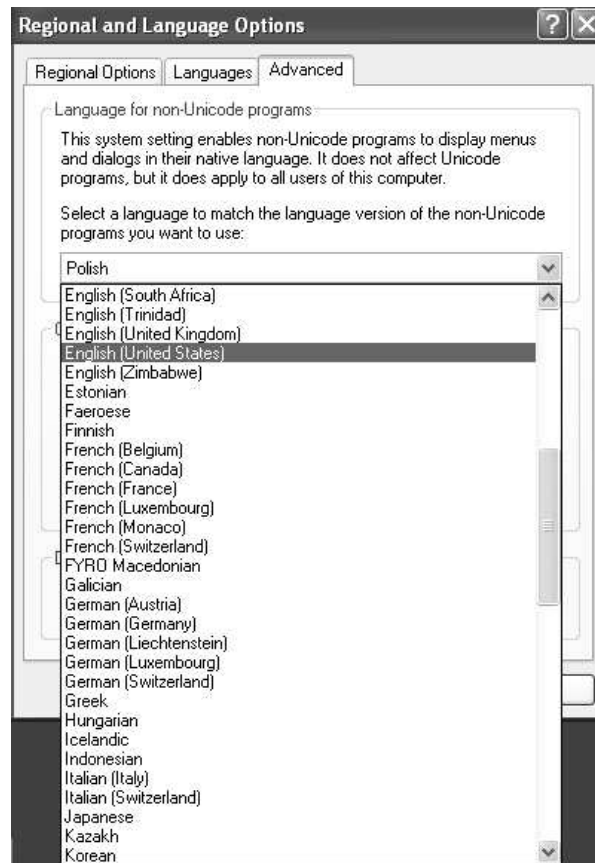 Regional and Language Options
Regional Options Languages Advanced
Language for non-Unicode programs
This system setting enables non-Unicode programs to display menus
and dialogs in their native language. It does not affect Unicode
programs, but it does apply to all users of this computer.
Select a language to match the language version of the non-Unicode
programs you want to use:
Polish
English (South Africa)
English (Trinidad)
English (United Kingdom)
English (United States)
English (Zimbabwe)
Estonian
Faeroese
Finnish
French (Belgium)
French (Canada)
French (France)
French (Luxembourg)
French (Monaco)
French (Switzerland)
FYRO Macedonian
Galician
German (Austria)
German (Germany)
German (Liechtenstein)
German (Luxembourg)
German (Switzerland)
Greek
Hungarian
Icelandic
Indonesian
Italian (Italy)
Italian (Switzerland)
Japanese
Kazakh
Korean